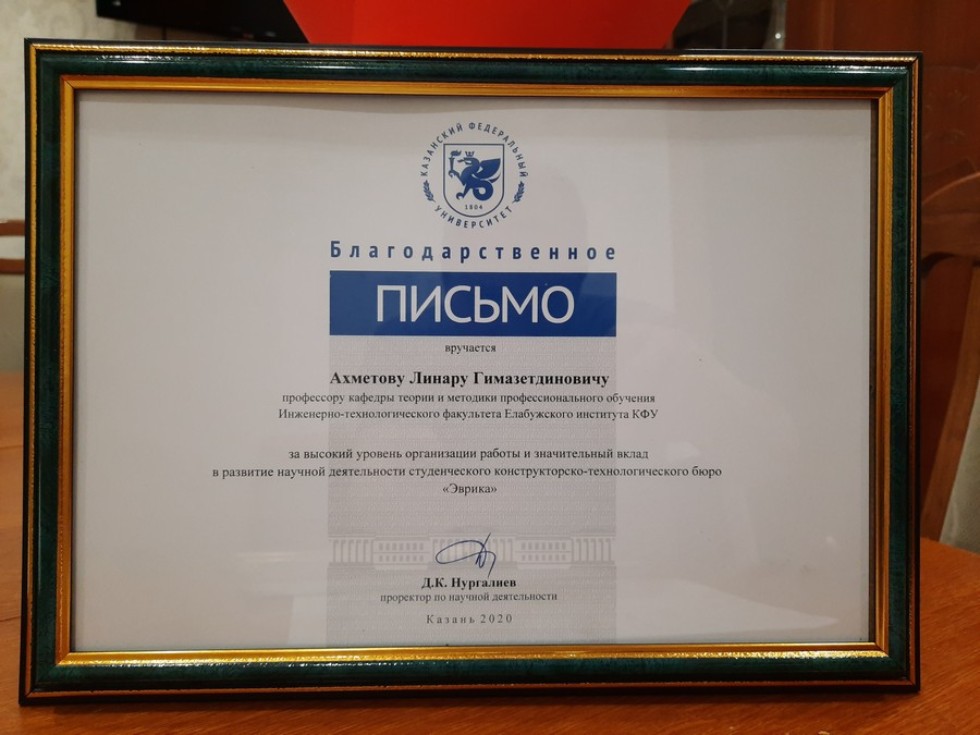 КАЗАНСКИЙ ФЕДЕРАЛЬНЫЙ
УНИВЕРСИТЕТ
1804
Благодарственное
ПИСЬМО
вручается
Ахметову Линару Гимазетдиновичу
профессору кафедры теории и методики профессионального обучения
Инженерно-технологического факультета Елабужского института КФУ
за высокий уровень организации работы и значительный вклад
в развитие научной деятельности студенческого конструкторско-технологического бюро
«Эврика»
Д.К. Нургалиев
проректор по научной деятельности
Казань 2020